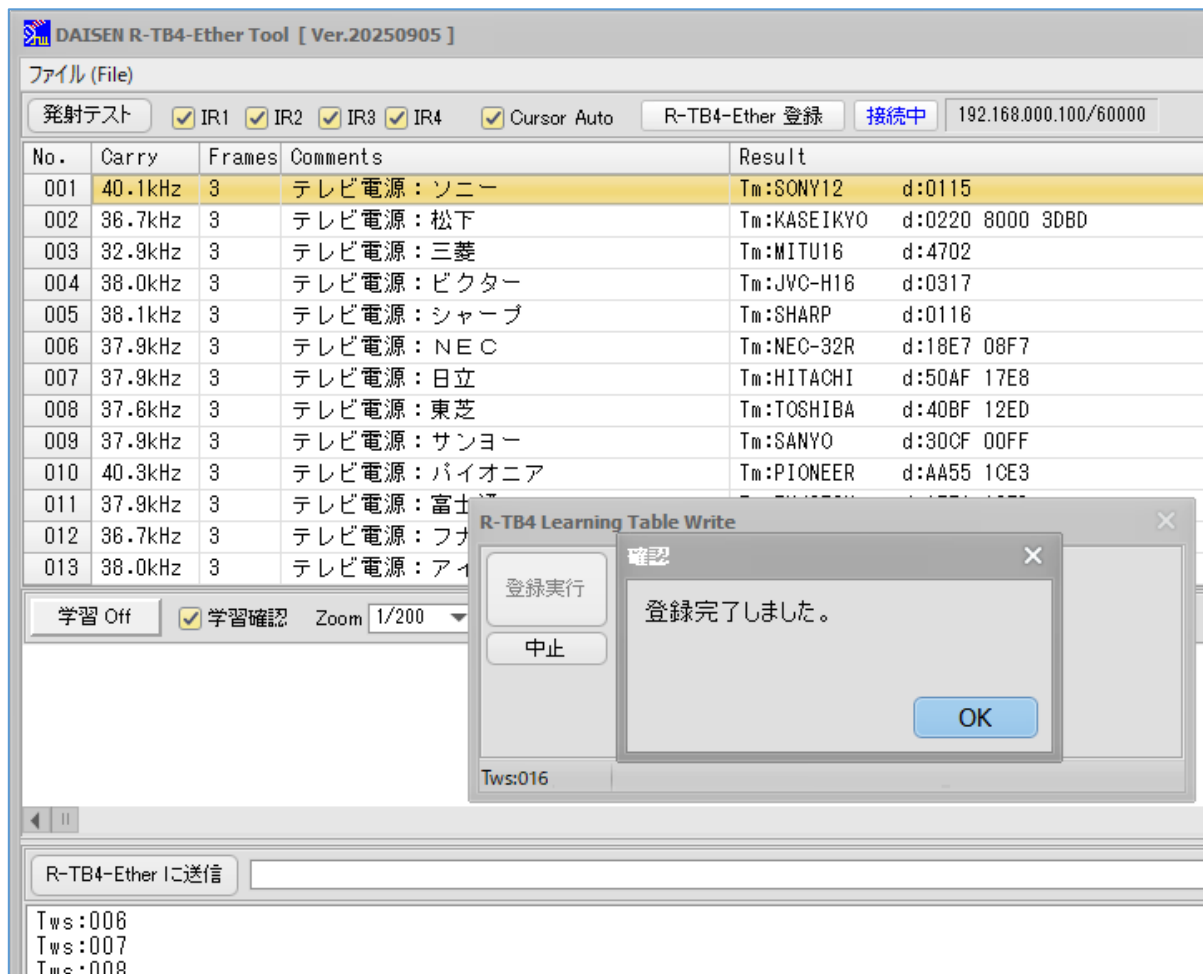 DAISEN R-TB4-Ether Tool [ Ver.20250905 ]
ファイル (File)
発射テスト IR1 IR2 IR3 IR4 Cursor Auto R-TB4-Ether 登録 接続中 192.168.000.100/60000
No. Carry Frames Comments Result
001 40.1kHz 3 テレビ電源：ソニー Tm:SONY12 d:0115
002 36.7kHz 3 テレビ電源：松下 Tm:KASEIKYO d:0220 8000 3DBD
003 32.9kHz 3 テレビ電源：三菱 Tm:MITU16 d:4702
004 38.0kHz 3 テレビ電源：ビクター Tm:JVC-H16 d:0317
005 38.1kHz 3 テレビ電源：シャープ Tm:SHARP d:0116
006 37.9kHz 3 テレビ電源：ＮＥＣ Tm:NEC-32R d:18E7 08F7
007 37.9kHz 3 テレビ電源：日立 Tm:HITACHI d:50AF 17E8
008 37.6kHz 3 テレビ電源：東芝 Tm:TOSHIBA d:40BF 12ED
009 37.9kHz 3 テレビ電源：サンヨー Tm:SANYO d:30CF 00FF
010 40.3kHz 3 テレビ電源：パイオニア Tm:PIONEER d:AA55 1CE3
011 37.9kHz 3 テレビ電源：富士
012 36.7kHz 3 テレビ電源：フナ
013 38.0kHz 3 テレビ電源：アイ
R-TB4 Learning Table Write
登録実行
中止
確認
登録完了しました。
OK
Tws:016
学習 Off 学習確認 Zoom 1/200
R-TB4-Ether に送信
Tws:006
Tws:007
Tws:008